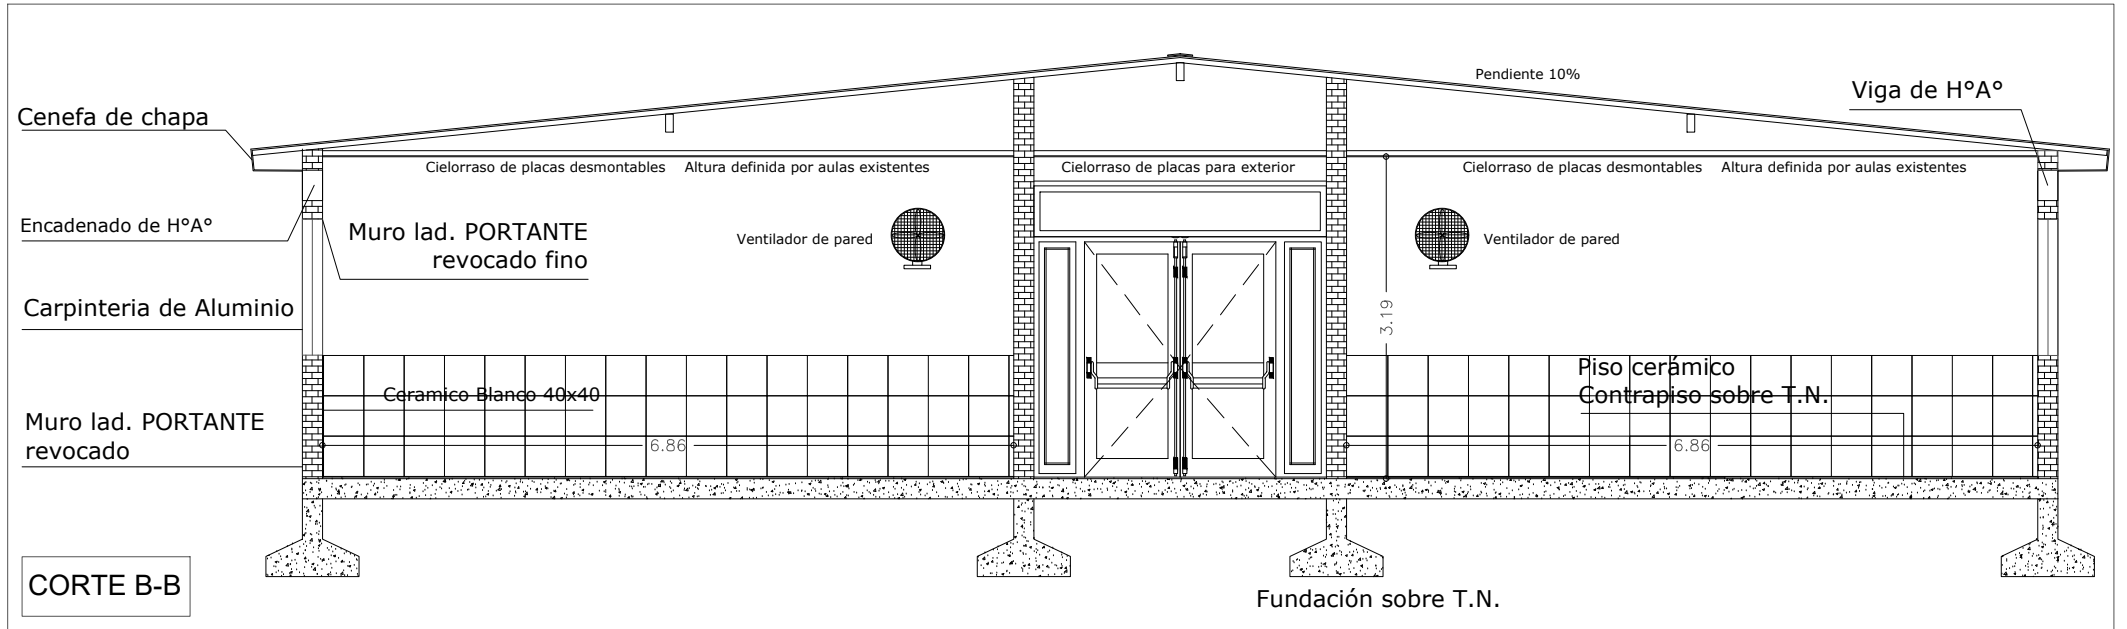 Pendiente 10%
Viga de H°A°
Cenefa de chapa
Cielorraso de placas desmontables Altura definida por aulas existentes
Cielorraso de placas para exterior
Cielorraso de placas desmontables Altura definida por aulas existentes
Encadenado de H°A°
Muro lad. PORTANTE
revocado fino
Ventilador de pared
Ventilador de pared
Carpinteria de Aluminio
3.19
Piso cerámico
Contrapiso sobre T.N.
Ceramico Blanco 40x40
Muro lad. PORTANTE
revocado
6.86
6.86
CORTE B-B
Fundación sobre T.N.